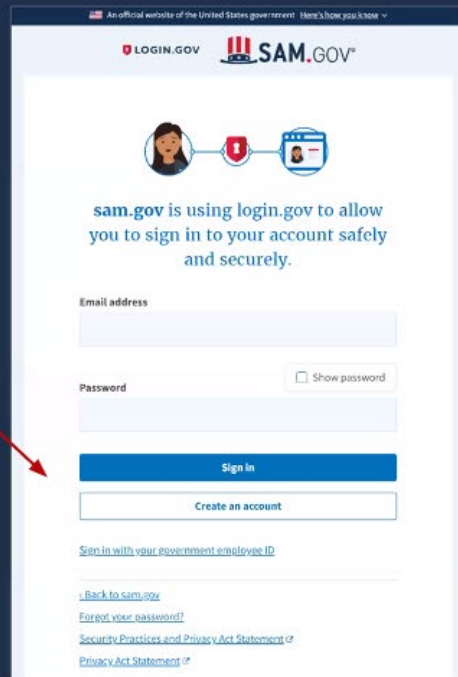 An official website of the United States government Here's how you know
LOGIN.GOV SAM.GOV®
sam.gov is using login.gov to allow
you to sign in to your account safely
and securely.
Email address
Show password
Password
Sign in
Create an account
Sign in with your government employee ID
‹ Back to sam.gov
Forgot your password?
Security Practices and Privacy Act Statement
Privacy Act Statement